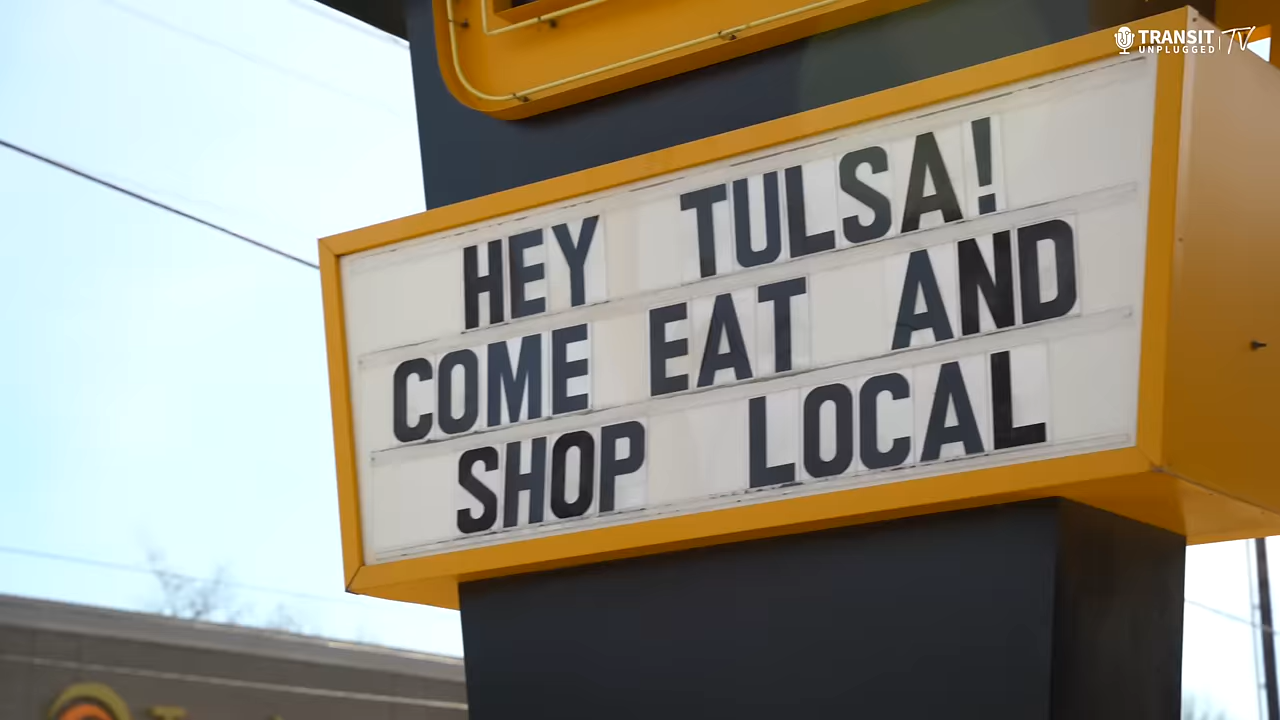 TRANSIT TV
UNPLUGGED
HEY TULSA!
COME EAT AND
SHOP LOCAL